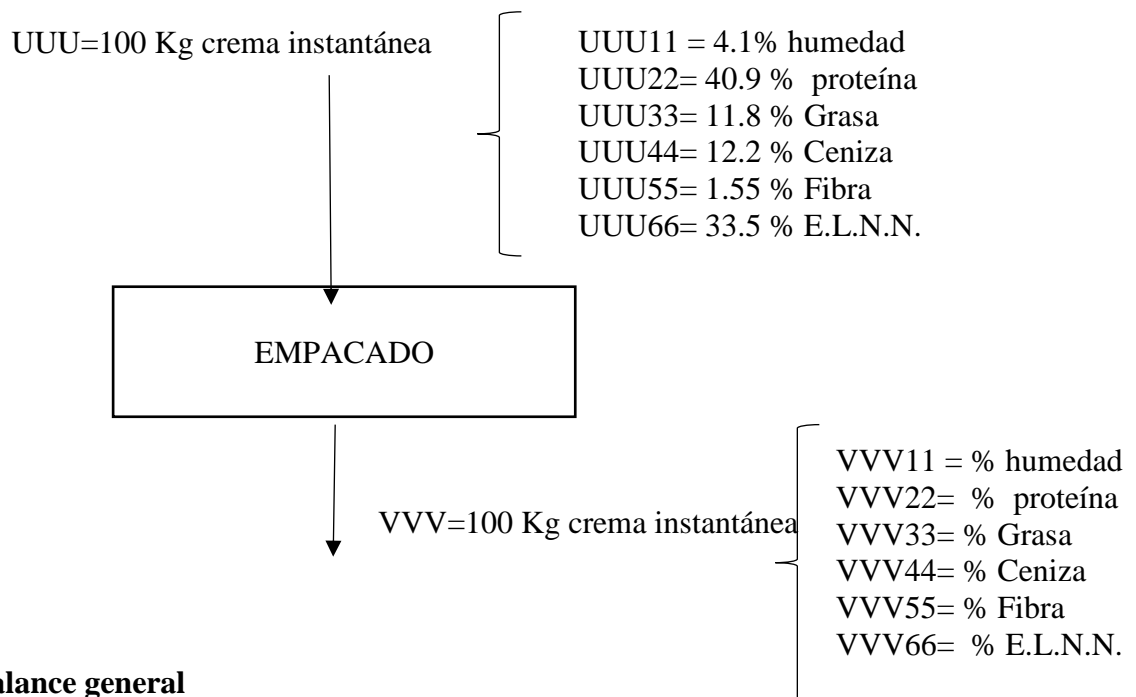 UUU=100 Kg crema instantánea
UUU11 = 4.1% humedad
UUU22= 40.9 % proteína
UUU33= 11.8 % Grasa
UUU44= 12.2 % Ceniza
UUU55= 1.55 % Fibra
UUU66= 33.5 % E.L.N.N.
EMPACADO
VVV=100 Kg crema instantánea
VVV11 = % humedad
VVV22= % proteína
VVV33= % Grasa
VVV44= % Ceniza
VVV55= % Fibra
VVV66= % E.L.N.N.
alance general